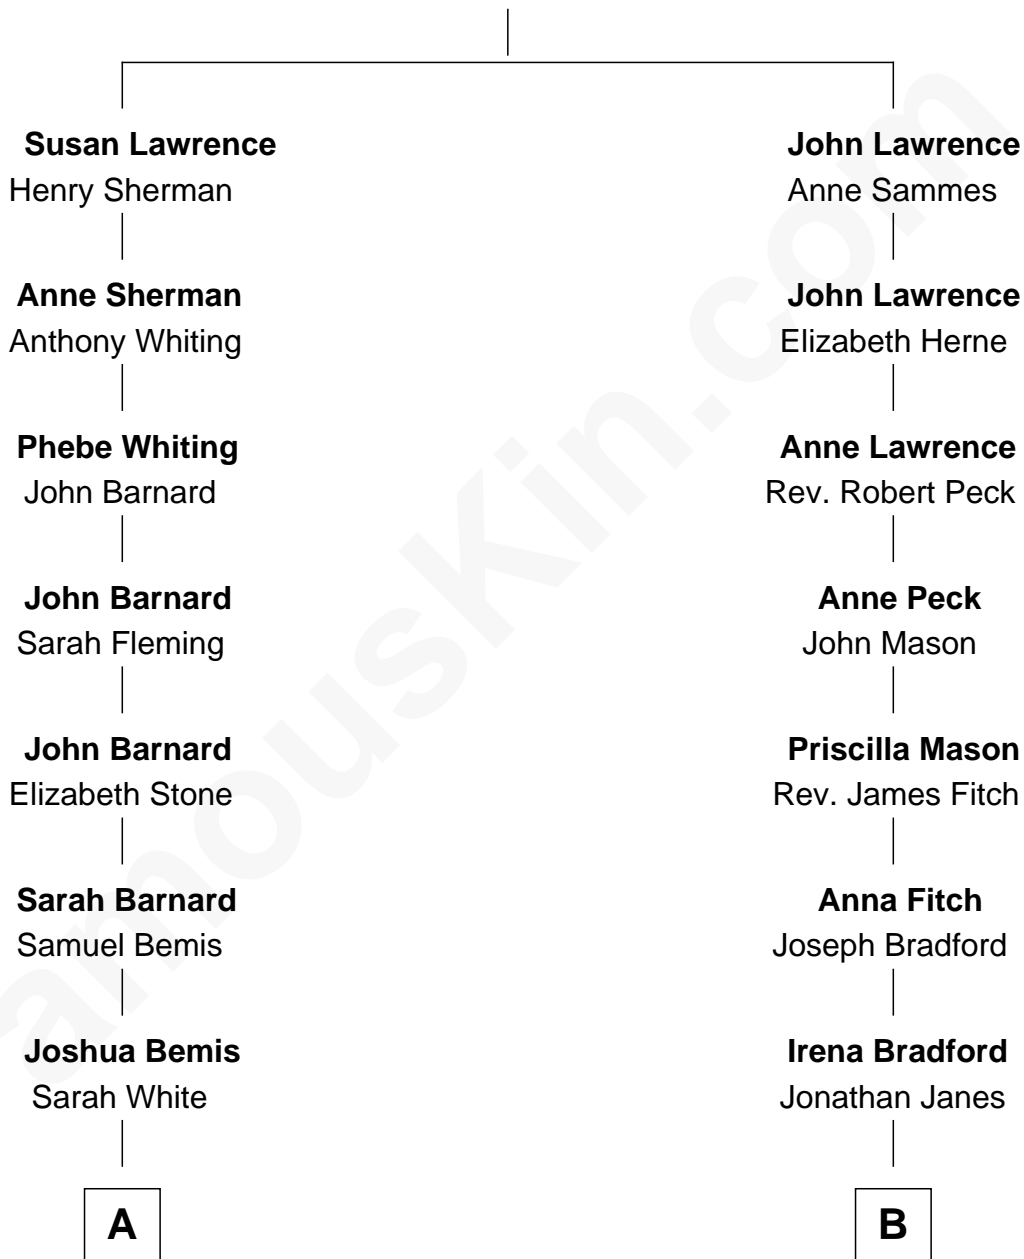 Susan Lawrence
Henry Sherman
Anne Sherman
Anthony Whiting
Phebe Whiting
John Barnard
John Barnard
Sarah Fleming
John Barnard
Elizabeth Stone
Sarah Barnard
Samuel Bemis
Joshua Bemis
Sarah White
A
John Lawrence
Anne Sammes
John Lawrence
Elizabeth Herne
Anne Lawrence
Rev. Robert Peck
Anne Peck
John Mason
Priscilla Mason
Rev. James Fitch
Anna Fitch
Joseph Bradford
Irena Bradford
Jonathan Janes
B
amousKin.com